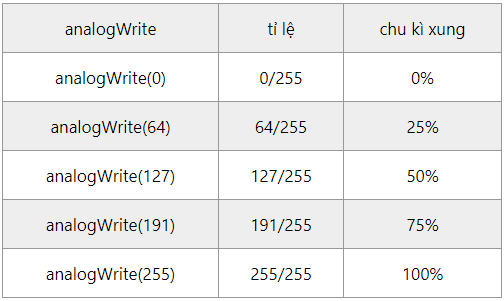 analogWrite tỉ lệ chu kì xung
analogWrite(0) 0/255 0%
analogWrite(64) 64/255 25%
analogWrite(127) 127/255 50%
analogWrite(191) 191/255 75%
analogWrite(255) 255/255 100%